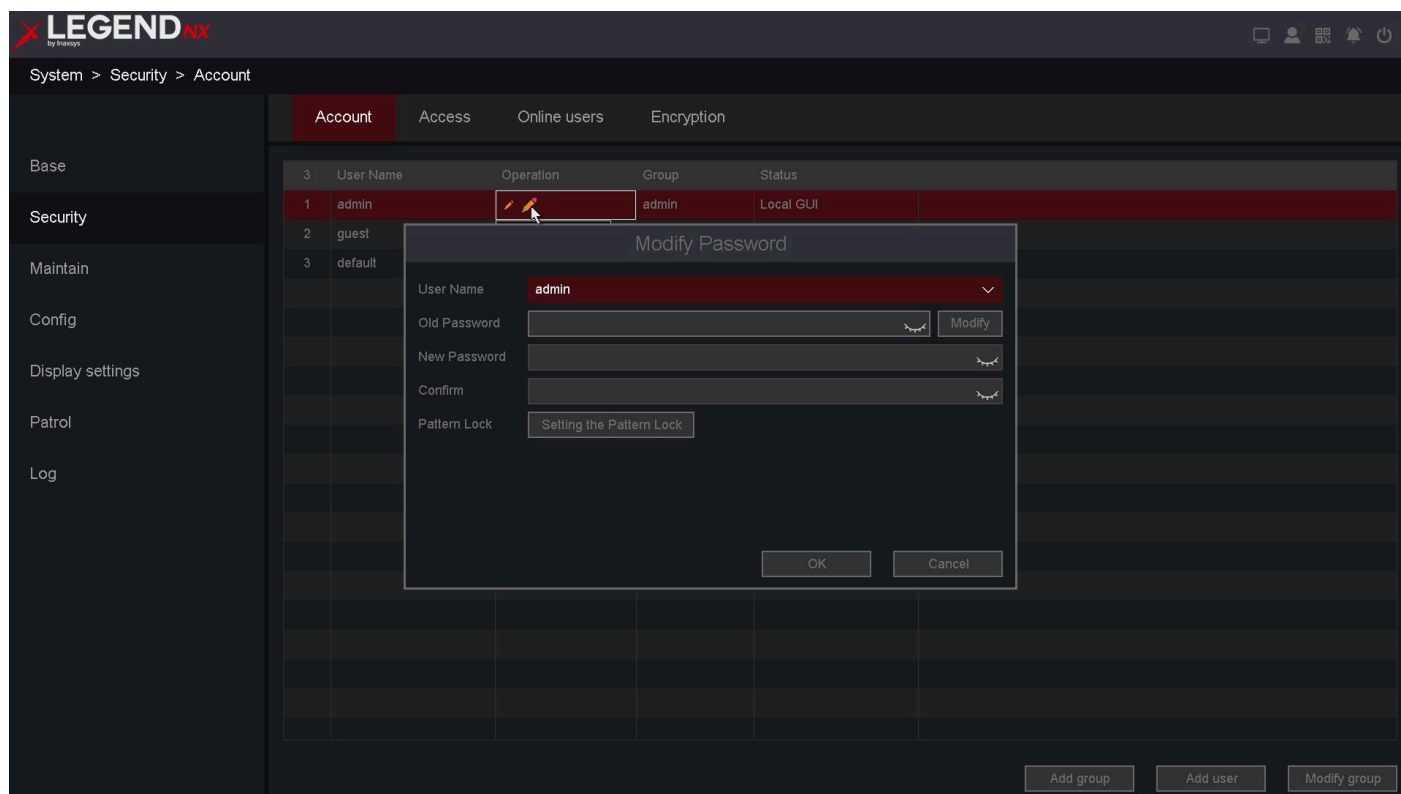 XLEGENDNX
by Inaxsys
System > Security > Account
Account Access Online users Encryption
Base
Security
Maintain
Config
Display settings
Patrol
Log
3 User Name Operation Group Status
1 admin admin Local GUI
2 guest
3 default
Modify Password
User Name admin
Old Password Modify
New Password
Confirm
Pattern Lock Setting the Pattern Lock
OK Cancel
Add group Add user Modify group